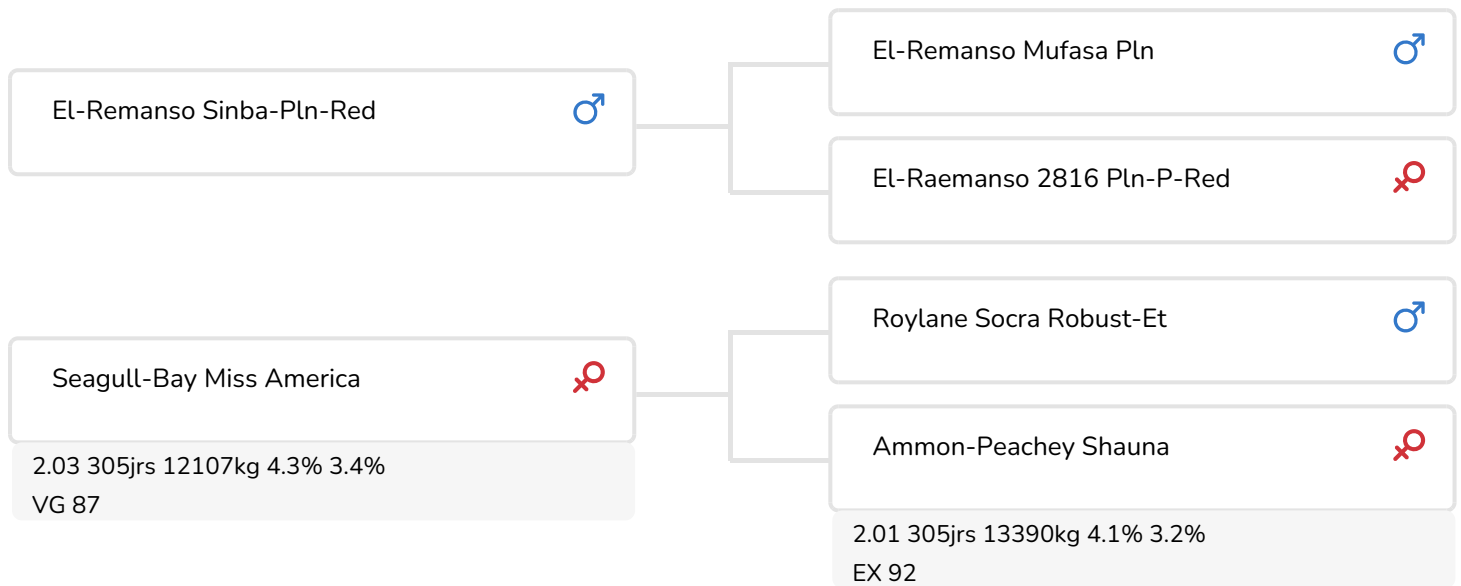 El-Remanso Sinba-Pln-Red
El-Remanso Mufasa Pln
El-Raemanso 2816 Pln-P-Red
Seagull-Bay Miss America
2.03 305jrs 12107kg 4.3% 3.4%
VG 87
Roylane Socra Robust-Et
Ammon-Peachey Shauna
2.01 305jrs 13390kg 4.1% 3.2%
EX 92